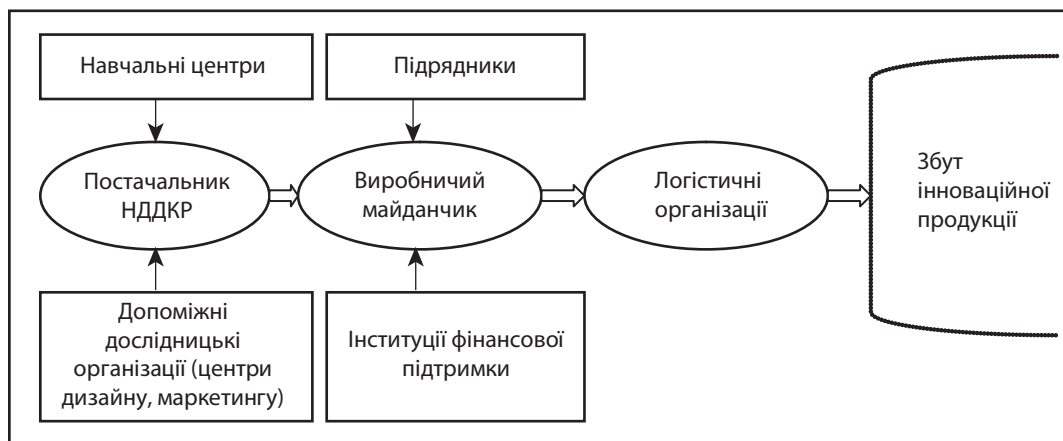 Навчальні центри
Підрядники
Постачальник
НДДКР
Виробничий
майданчик
Логістичні
організації
Збут
інноваційної
продукції
Допоміжні
дослідницькі
організації (центри
дизайну, маркетингу)
Інституції фінансової
підтримки